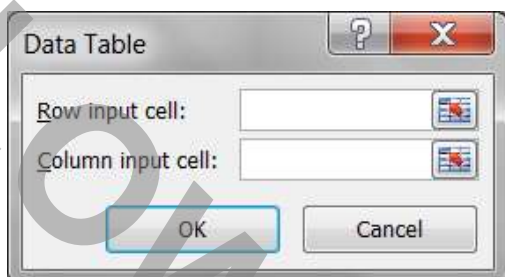 Data Table
Row input cell:
Column input cell:
OK
Cancel